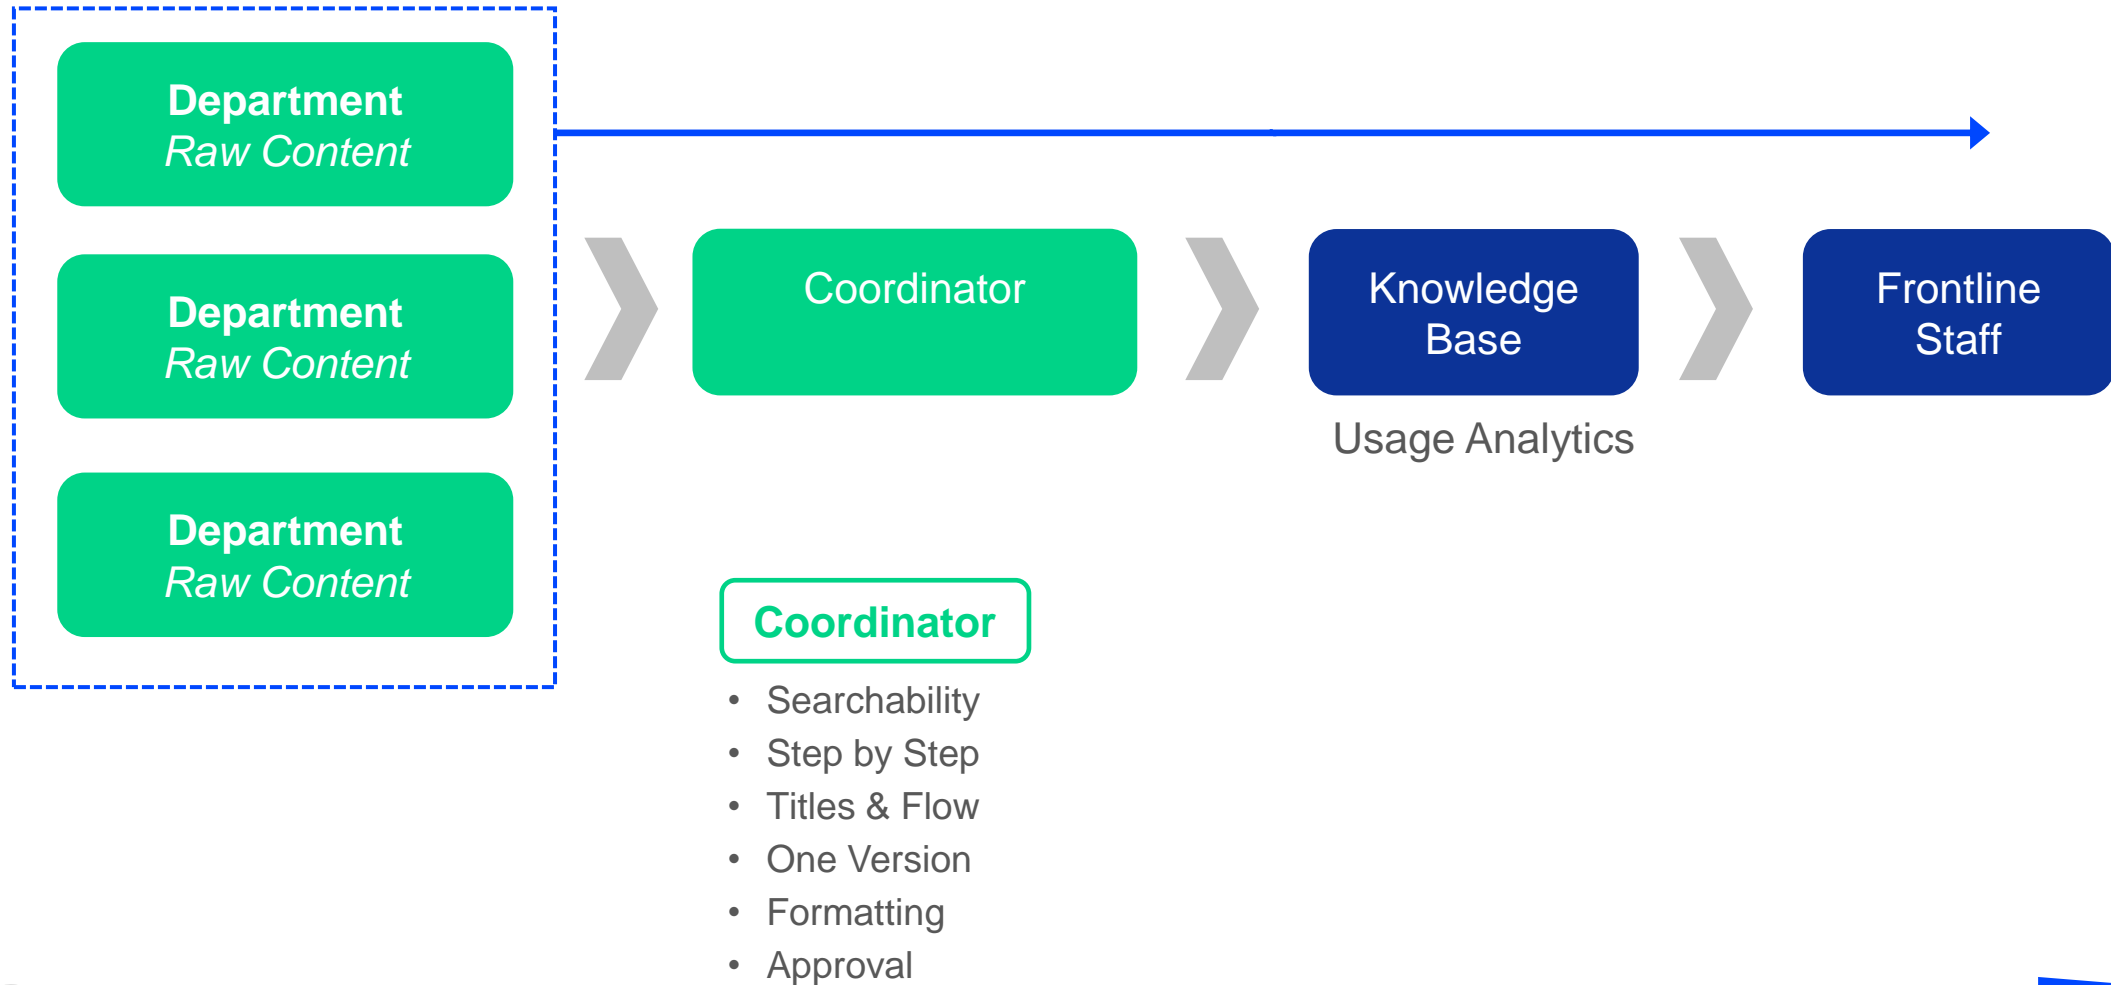 Department
Raw Content
Department
Raw Content
Department
Raw Content
Coordinator
Knowledge
Base
Usage Analytics
Frontline
Staff
Coordinator
• Searchability
• Step by Step
• Titles & Flow
• One Version
• Formatting
• Approval